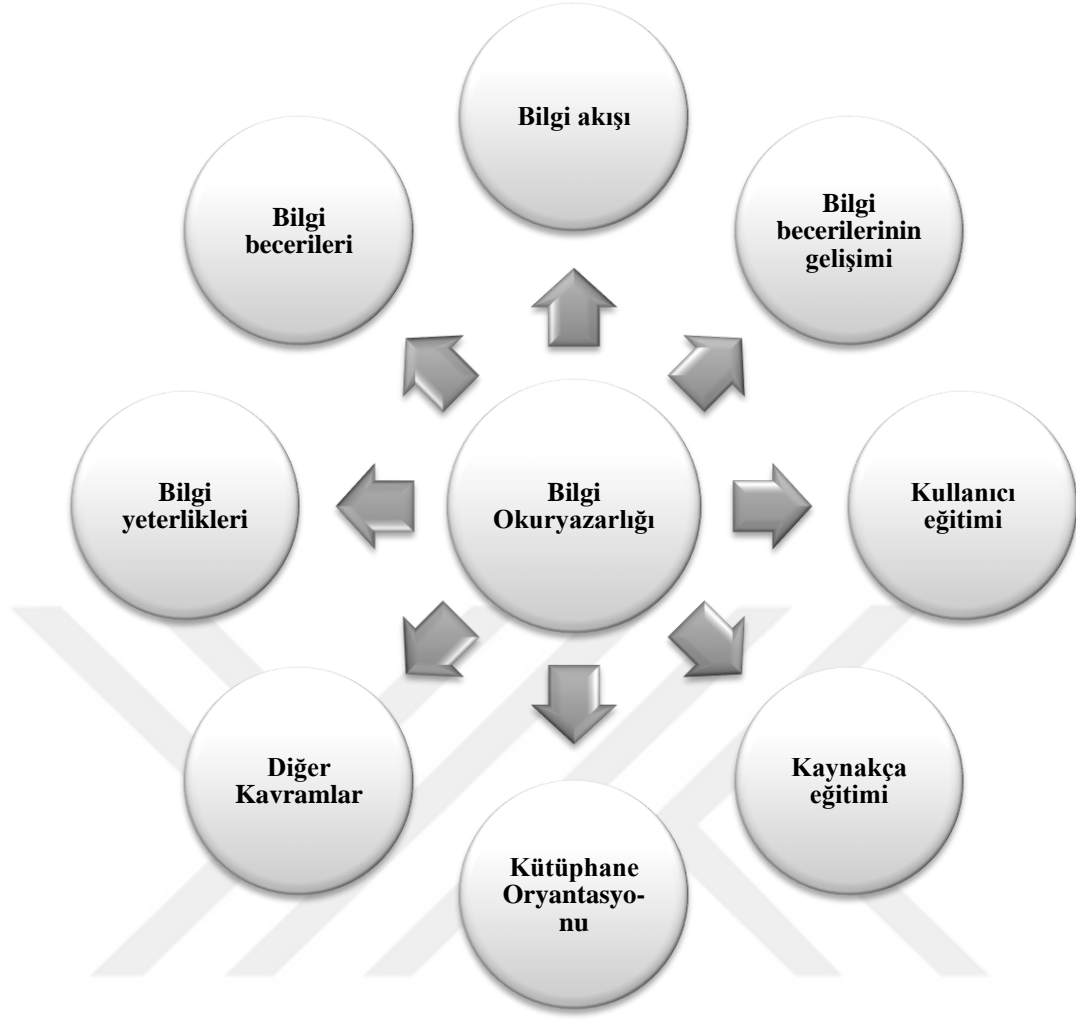 Bilgi akışı
Bilgi
becerilerinin
gelişimi
Kullanıcı
eğitimi
Kaynakça
eğitimi
Kütüphane
Oryantasyo-
nu
Diğer
Kavramlar
Bilgi
yeterlikleri
Bilgi
becerileri
Bilgi
Okuryazarlığı